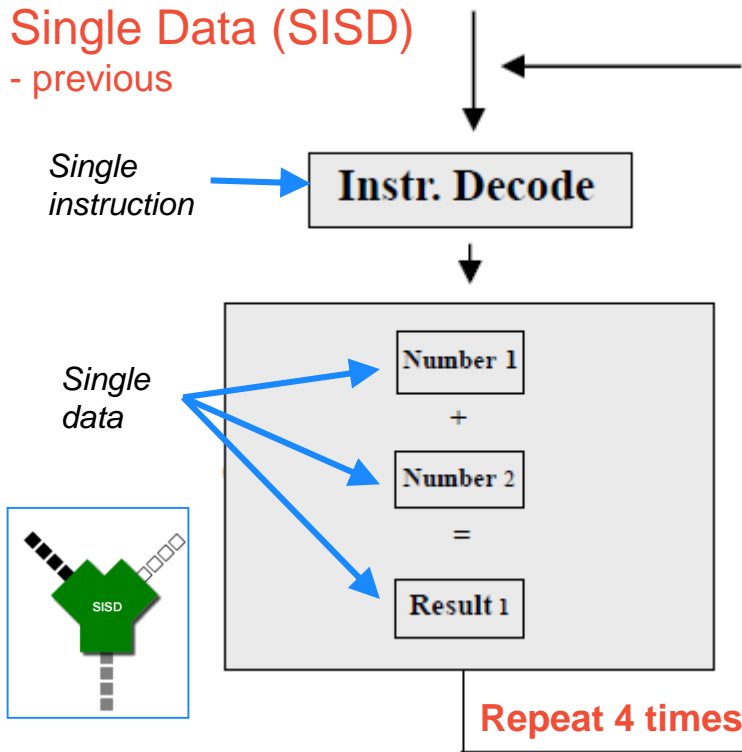 Single Data (SISD)
- previous
Single
instruction
Instr. Decode
Number 1
+
Single
data
Number 2
=
SISD
Result 1
Repeat 4 times